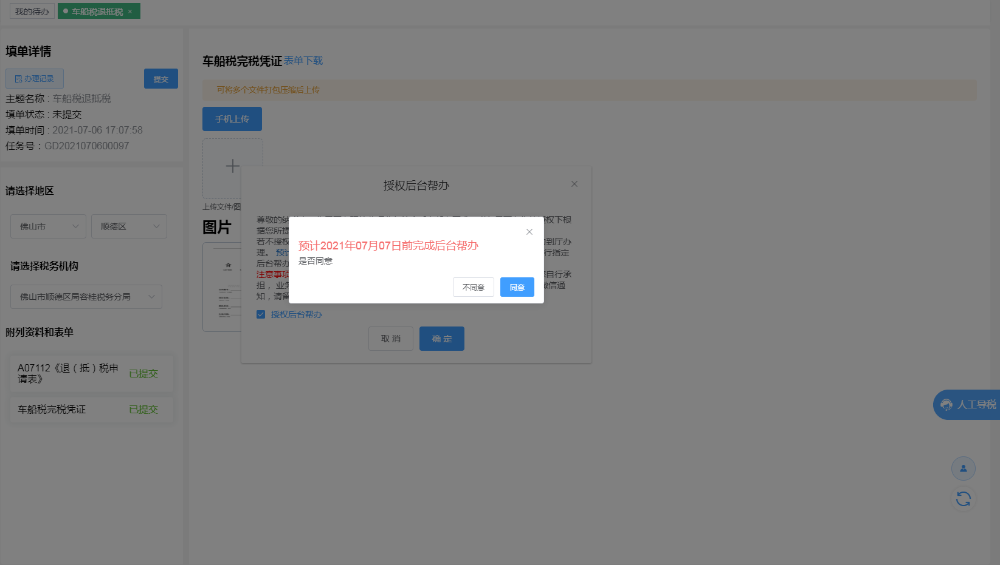 我的待办
车船税退抵税 ×
填单详情
办理记录
提交
主题名称 : 车船税退抵税
填单状态 : 未提交
填单时间 : 2021-07-06 17:07:58
任务号：GD2021070600097
请选择地区
佛山市
顺德区
请选择税务机构
佛山市顺德区局容桂税务分局
附列资料和表单
A07112《退（抵）税申
请表》
已提交
车船税完税凭证
已提交
车船税完税凭证 表单下载
可将多个文件打包压缩后上传
手机上传
上传文件/图
图片
授权后台帮办
尊敬的纳
授权下根
据您所提
若不授权
到厅办
理。 预计
行指定
后台帮办
注意事项
自行承
担，业务
微信通
知，请留
预计2021年07月07日前完成后台帮办
是否同意
不同意
同意
授权后台帮办
取 消
确 定
人工导税